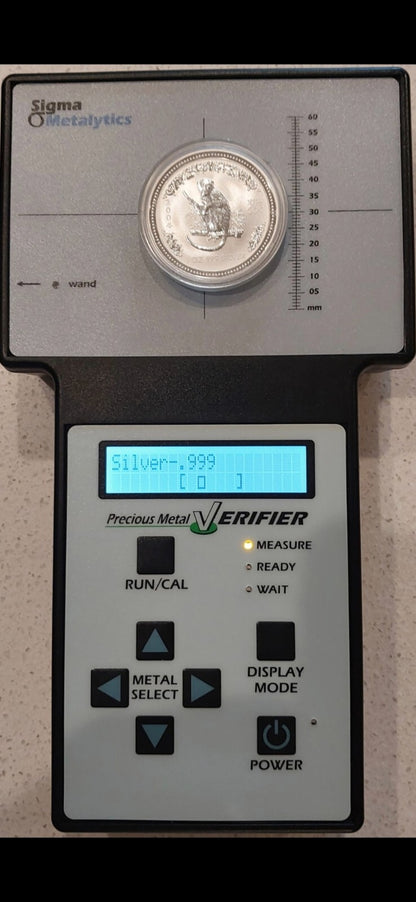 Sigma
Metalytics
60
55
50
45
40
35
30
25
20
15
10
05
mm
@ wand
Silver-.999
[ ▯ ]
Precious Metal VERIFIER
RUN/CAL
MEASURE
READY
WAIT
METAL
SELECT
DISPLAY
MODE
POWER